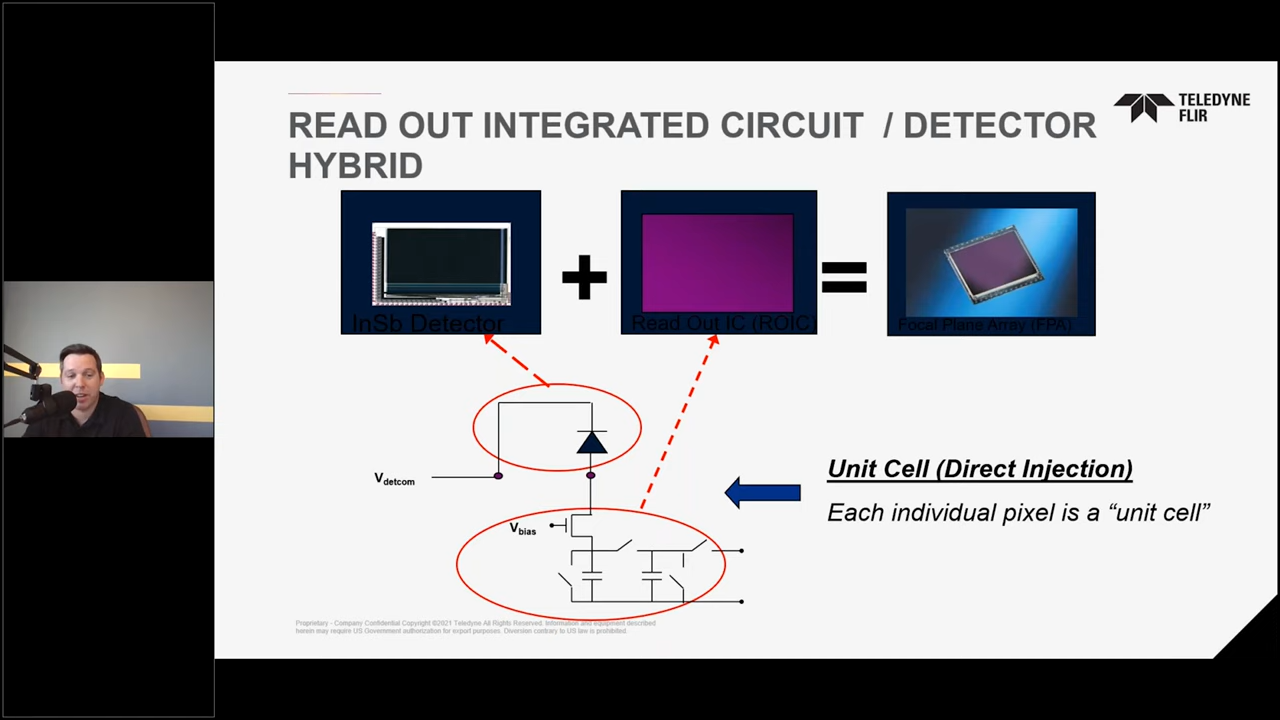 TELEDYNE
FLIR
READ OUT INTEGRATED CIRCUIT / DETECTOR
HYBRID
InSb Detector
Read Out IC (ROIC)
Focal Plane Array (FPA)
Vdetcom
Vbias
Unit Cell (Direct Injection)
Each individual pixel is a “unit cell”
Proprietary - Company Confidential Copyright ©2021 Teledyne All Rights Reserved. Information and equipment described
herein may require US Government authorization for export purposes. Diversion contrary to US law is prohibited.